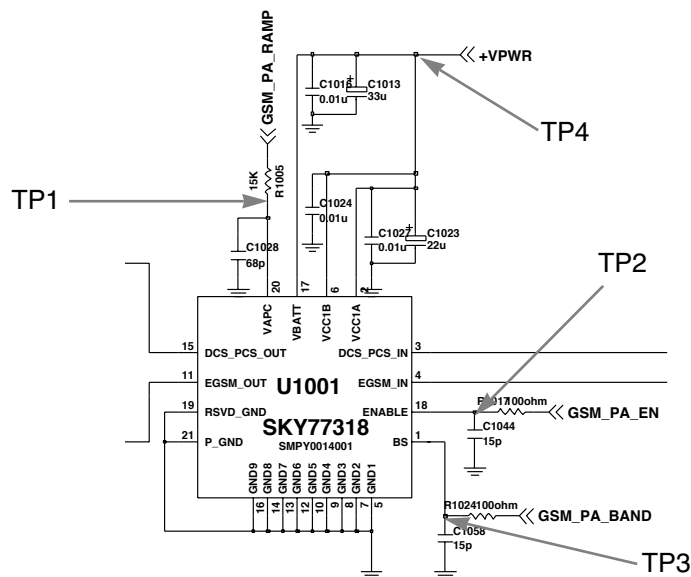 GSM_PA_RAMP
+VPWR
C1016
0.01u
C1013
33u
TP4
15K
R1005
TP1
C1024
0.01u
C1027
0.01u
C1023
22u
C1028
68p
TP2
20
17
6
2
VAPC
VBATT
VCC1B
VCC1A
15
DCS_PCS_OUT
DCS_PCS_IN
3
11
EGSM_OUT
EGSM_IN
4
U1001
19
RSVD_GND
ENABLE
18
R1017
100ohm
GSM_PA_EN
SKY77318
SMPY0014001
C1044
15p
21
P_GND
BS
1
GND9
GND8
GND7
GND6
GND5
GND4
GND3
GND2
GND1
16
14
13
12
10
9
8
7
5
R1024
100ohm
GSM_PA_BAND
C1058
15p
TP3